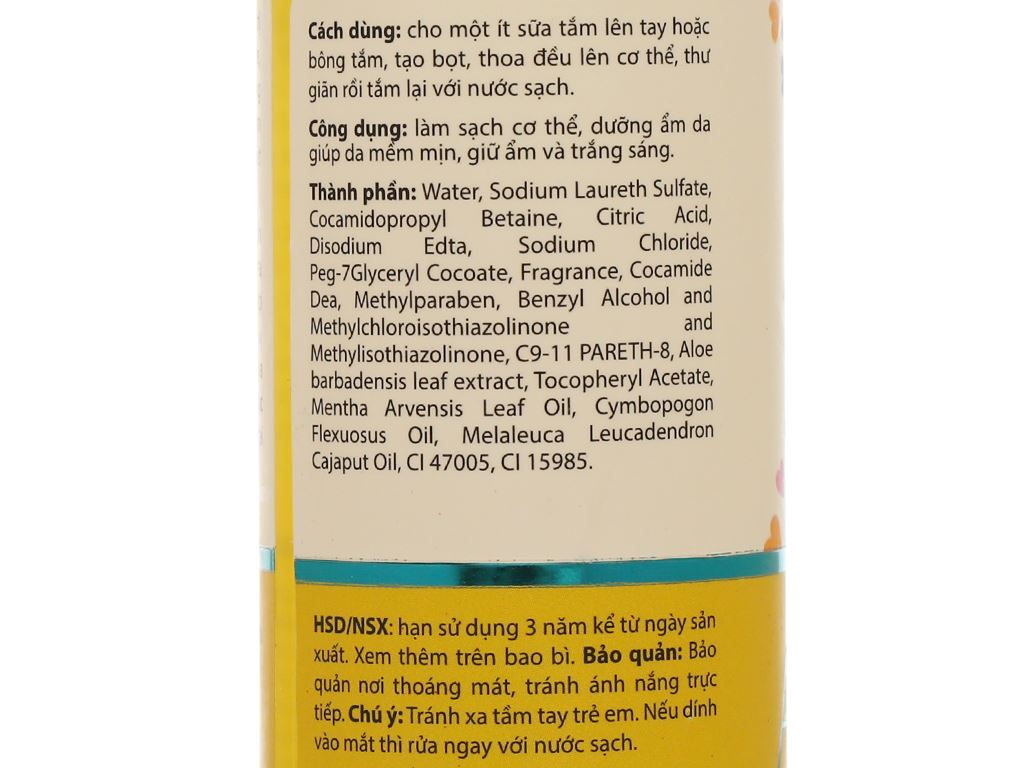 Cách dùng: cho một ít sữa tắm lên tay hoặc
bông tắm, tạo bọt, thoa đều lên cơ thể, thư
giãn rồi tắm lại với nước sạch.
Công dụng: làm sạch cơ thể, dưỡng ẩm da
giúp da mềm mịn, giữ ẩm và trắng sáng.
Thành phần: Water, Sodium Laureth Sulfate,
Cocamidopropyl Betaine, Citric Acid,
Disodium Edta, Sodium Chloride,
Peg-7Glyceryl Cocoate, Fragrance, Cocamide
Dea, Methylparaben, Benzyl Alcohol and
Methylchloroisothiazolinone and
Methylisothiazolinone, C9-11 PARETH-8, Aloe
barbadensis leaf extract, Tocopheryl Acetate,
Mentha Arvensis Leaf Oil, Cymbopogon
Flexuosus Oil, Melaleuca Leucadendron
Cajaput Oil, CI 47005, CI 15985.
HSD/NSX: hạn sử dụng 3 năm kể từ ngày sản
xuất. Xem thêm trên bao bì. Bảo quản: Bảo
quản nơi thoáng mát, tránh ánh nắng trực
tiếp. Chú ý: Tránh xa tầm tay trẻ em. Nếu dính
vào mắt thì rửa ngay với nước sạch.